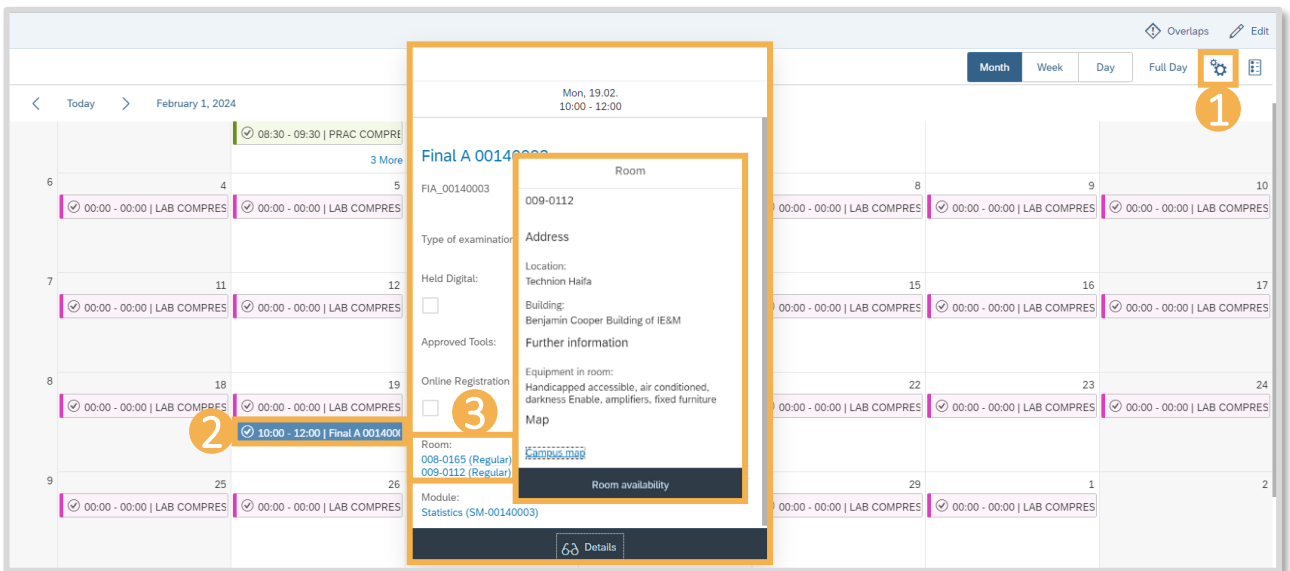 Overlaps Edit
Month Week Day Full Day
1
Today February 1, 2024
08:30 - 09:30 | PRAC COMPRE
3 More
6 4 5 8 9 10
00:00 - 00:00 | LAB COMPRES 00:00 - 00:00 | LAB COMPRES 00:00 - 00:00 | LAB COMPRES 00:00 - 00:00 | LAB COMPRES 00:00 - 00:00 | LAB COMPRES
7 11 12 15 16 17
00:00 - 00:00 | LAB COMPRES 00:00 - 00:00 | LAB COMPRES 00:00 - 00:00 | LAB COMPRES 00:00 - 00:00 | LAB COMPRES 00:00 - 00:00 | LAB COMPRES
8 18 19 22 23 24
00:00 - 00:00 | LAB COMPRES 00:00 - 00:00 | LAB COMPRES 00:00 - 00:00 | LAB COMPRES 00:00 - 00:00 | LAB COMPRES 00:00 - 00:00 | LAB COMPRES
2
10:00 - 12:00 | Final A 001400
9 25 26 29 1 2
00:00 - 00:00 | LAB COMPRES 00:00 - 00:00 | LAB COMPRES 00:00 - 00:00 | LAB COMPRES 00:00 - 00:00 | LAB COMPRES
Mon, 19.02.
10:00 - 12:00
Final A 00140003
FIA_00140003
Type of examination
Held Digital:
Approved Tools:
Online Registration
3
Room:
008-0165 (Regular)
009-0112 (Regular)
Module:
Statistics (SM-00140003)
Details
Room
009-0112
Address
Location:
Technion Haifa
Building:
Benjamin Cooper Building of IE&M
Further information
Equipment in room:
Handicapped accessible, air conditioned,
darkness Enable, amplifiers, fixed furniture
Map
Campus map
Room availability